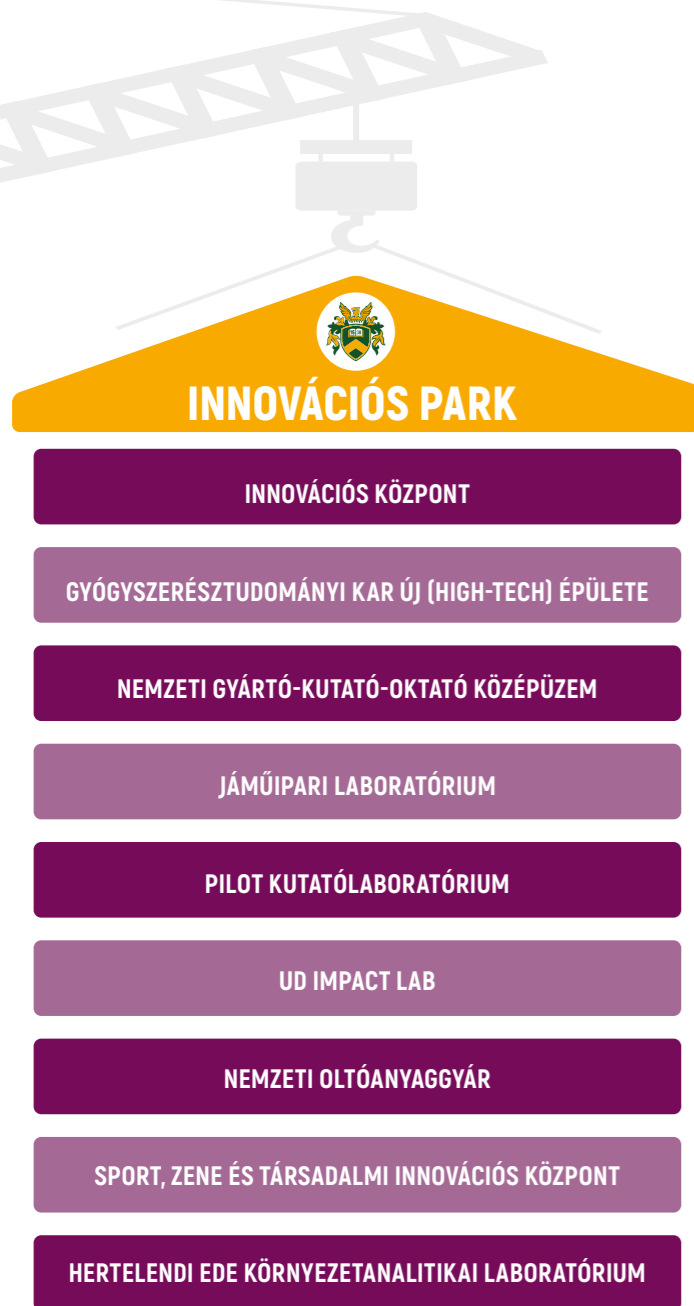 INNOVÁCIÓS PARK
INNOVÁCIÓS KÖZPONT
GYÓGYSZERÉSZTUDOMÁNYI KAR ÚJ (HIGH-TECH) ÉPÜLETE
NEMZETI GYÁRTÓ-KUTATÓ-OKTATÓ KÖZÉPÜZEM
JÁMŰIPARI LABORATÓRIUM
PILOT KUTATÓLABORATÓRIUM
UD IMPACT LAB
NEMZETI OLTÓANYAGGYÁR
SPORT, ZENE ÉS TÁRSADALMI INNOVÁCIÓS KÖZPONT
HERTELENDI EDE KÖRNYEZETANALITIKAI LABORATÓRIUM